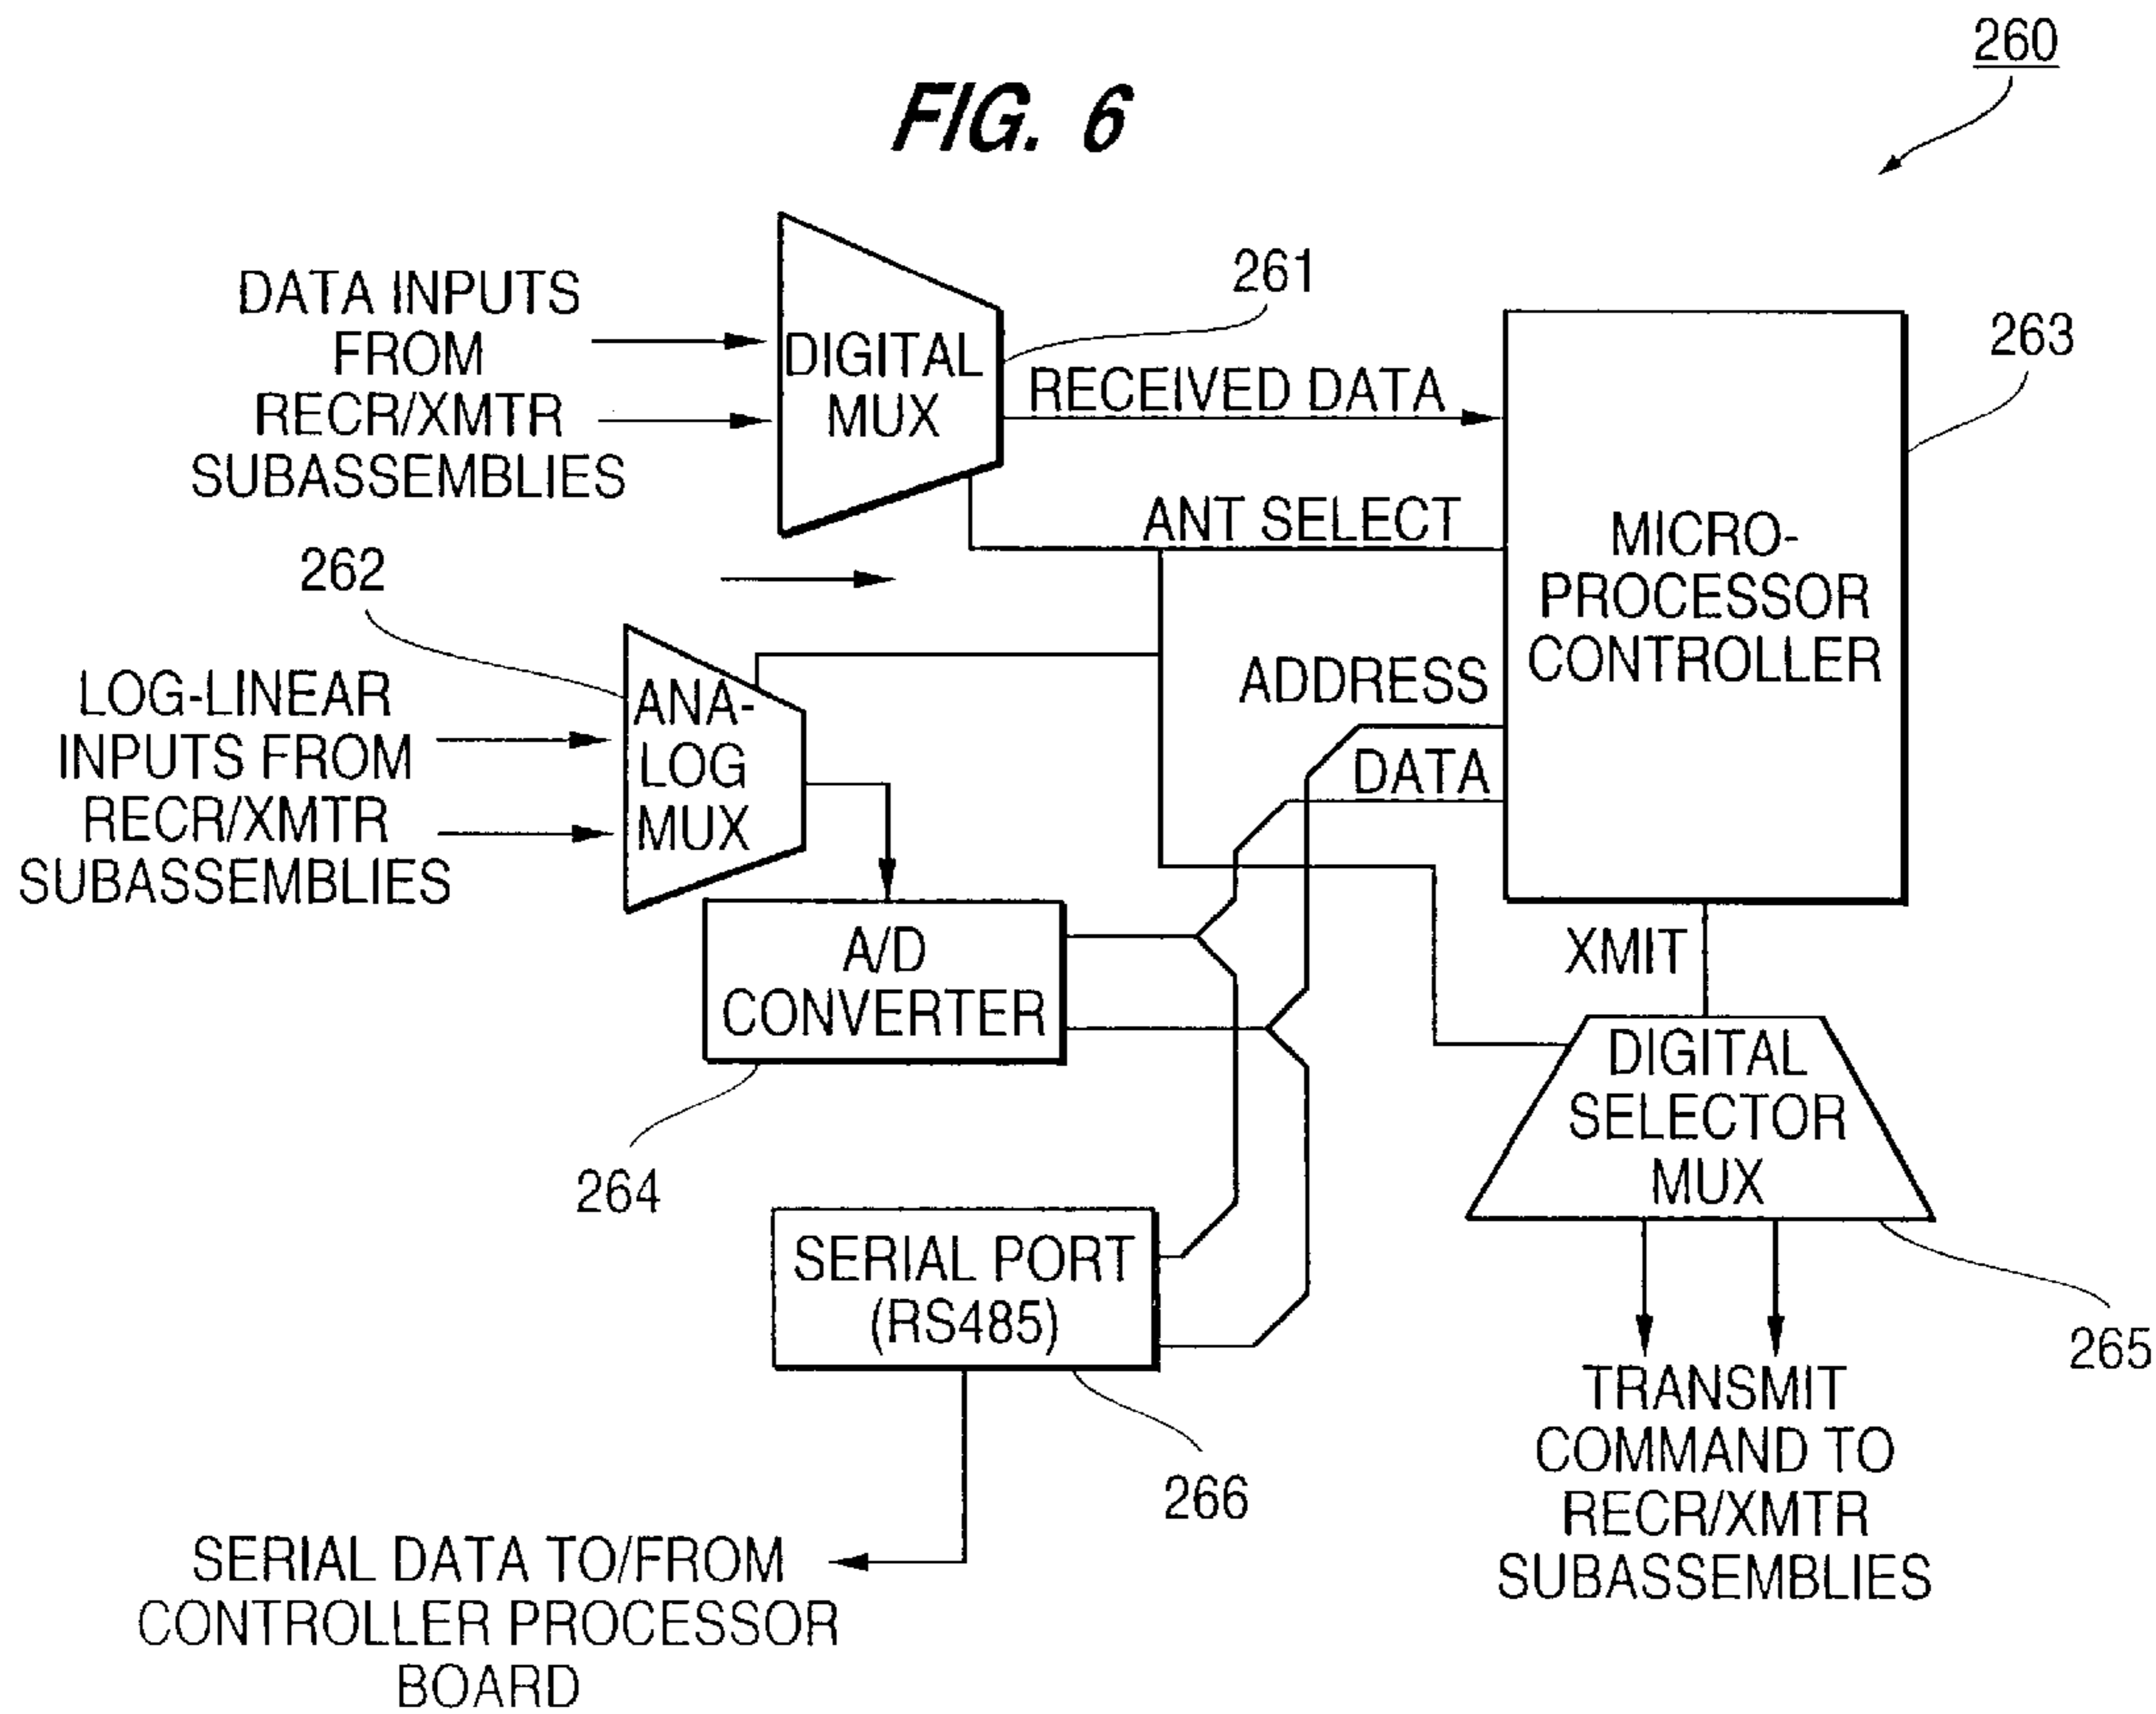 260
FIG. 6
DATA INPUTS
FROM
RECR/XMTR
SUBASSEMBLIES
DIGITAL
MUX
261
RECEIVED DATA
263
ANT SELECT
MICRO-
PROCESSOR
CONTROLLER
262
LOG-LINEAR
INPUTS FROM
RECR/XMTR
SUBASSEMBLIES
ANA-
LOG
MUX
ADDRESS
DATA
A/D
CONVERTER
264
XMIT
DIGITAL
SELECTOR
MUX
265
SERIAL PORT
(RS485)
266
TRANSMIT
COMMAND TO
RECR/XMTR
SUBASSEMBLIES
SERIAL DATA TO/FROM
CONTROLLER PROCESSOR
BOARD